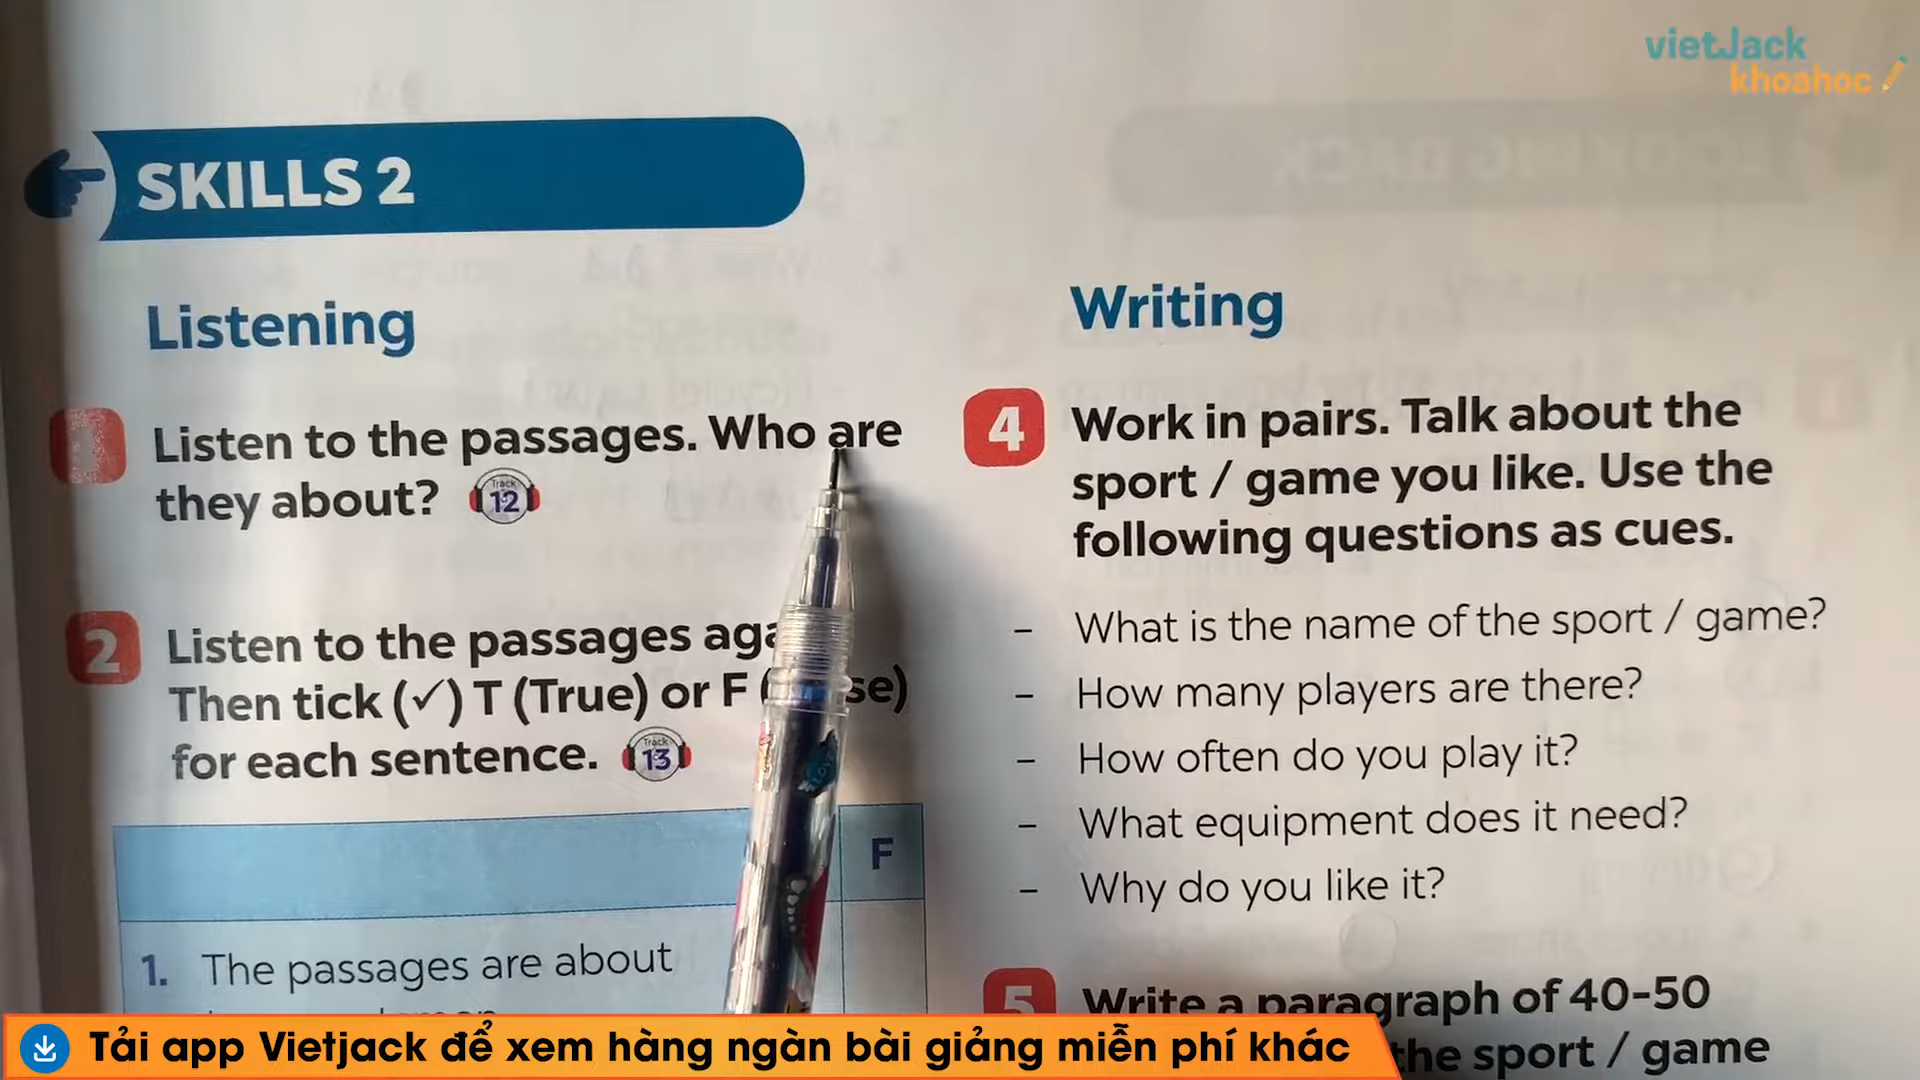 vietJack
khoahoc
SKILLS 2
Listening
1 Listen to the passages. Who are
they about? Track 12
2 Listen to the passages
Then tick (✓) T (True) or F
for each sentence. Track 13
F
1. The passages are about
Writing
4 Work in pairs. Talk about the
sport / game you like. Use the
following questions as cues.
– What is the name of the sport / game?
– How many players are there?
– How often do you play it?
– What equipment does it need?
– Why do you like it?
5 Write a paragraph of 40-50
the sport / game
Tải app Vietjack để xem hàng ngàn bài giảng miễn phí khác